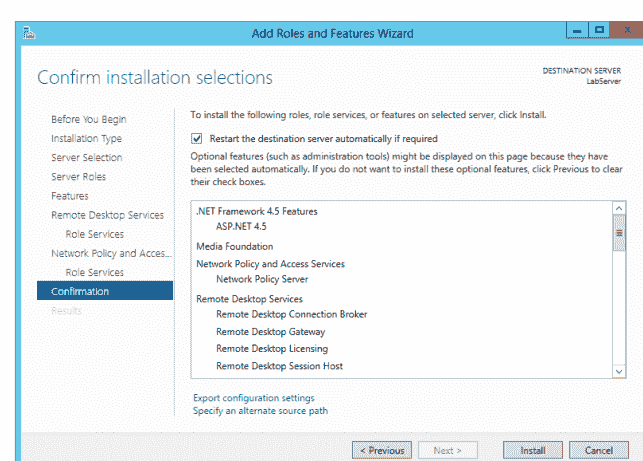 Add Roles and Features Wizard
Confirm installation selections
DESTINATION SERVER
LabServer
Before You Begin
Installation Type
Server Selection
Server Roles
Features
Remote Desktop Services
Role Services
Network Policy and Acces...
Role Services
Confirmation
Results
To install the following roles, role services, or features on selected server, click Install.
Restart the destination server automatically if required
Optional features (such as administration tools) might be displayed on this page because they have
been selected automatically. If you do not want to install these optional features, click Previous to clear
their check boxes.
.NET Framework 4.5 Features
ASP.NET 4.5
Media Foundation
Network Policy and Access Services
Network Policy Server
Remote Desktop Services
Remote Desktop Connection Broker
Remote Desktop Gateway
Remote Desktop Licensing
Remote Desktop Session Host
Export configuration settings
Specify an alternate source path
< Previous
Next >
Install
Cancel